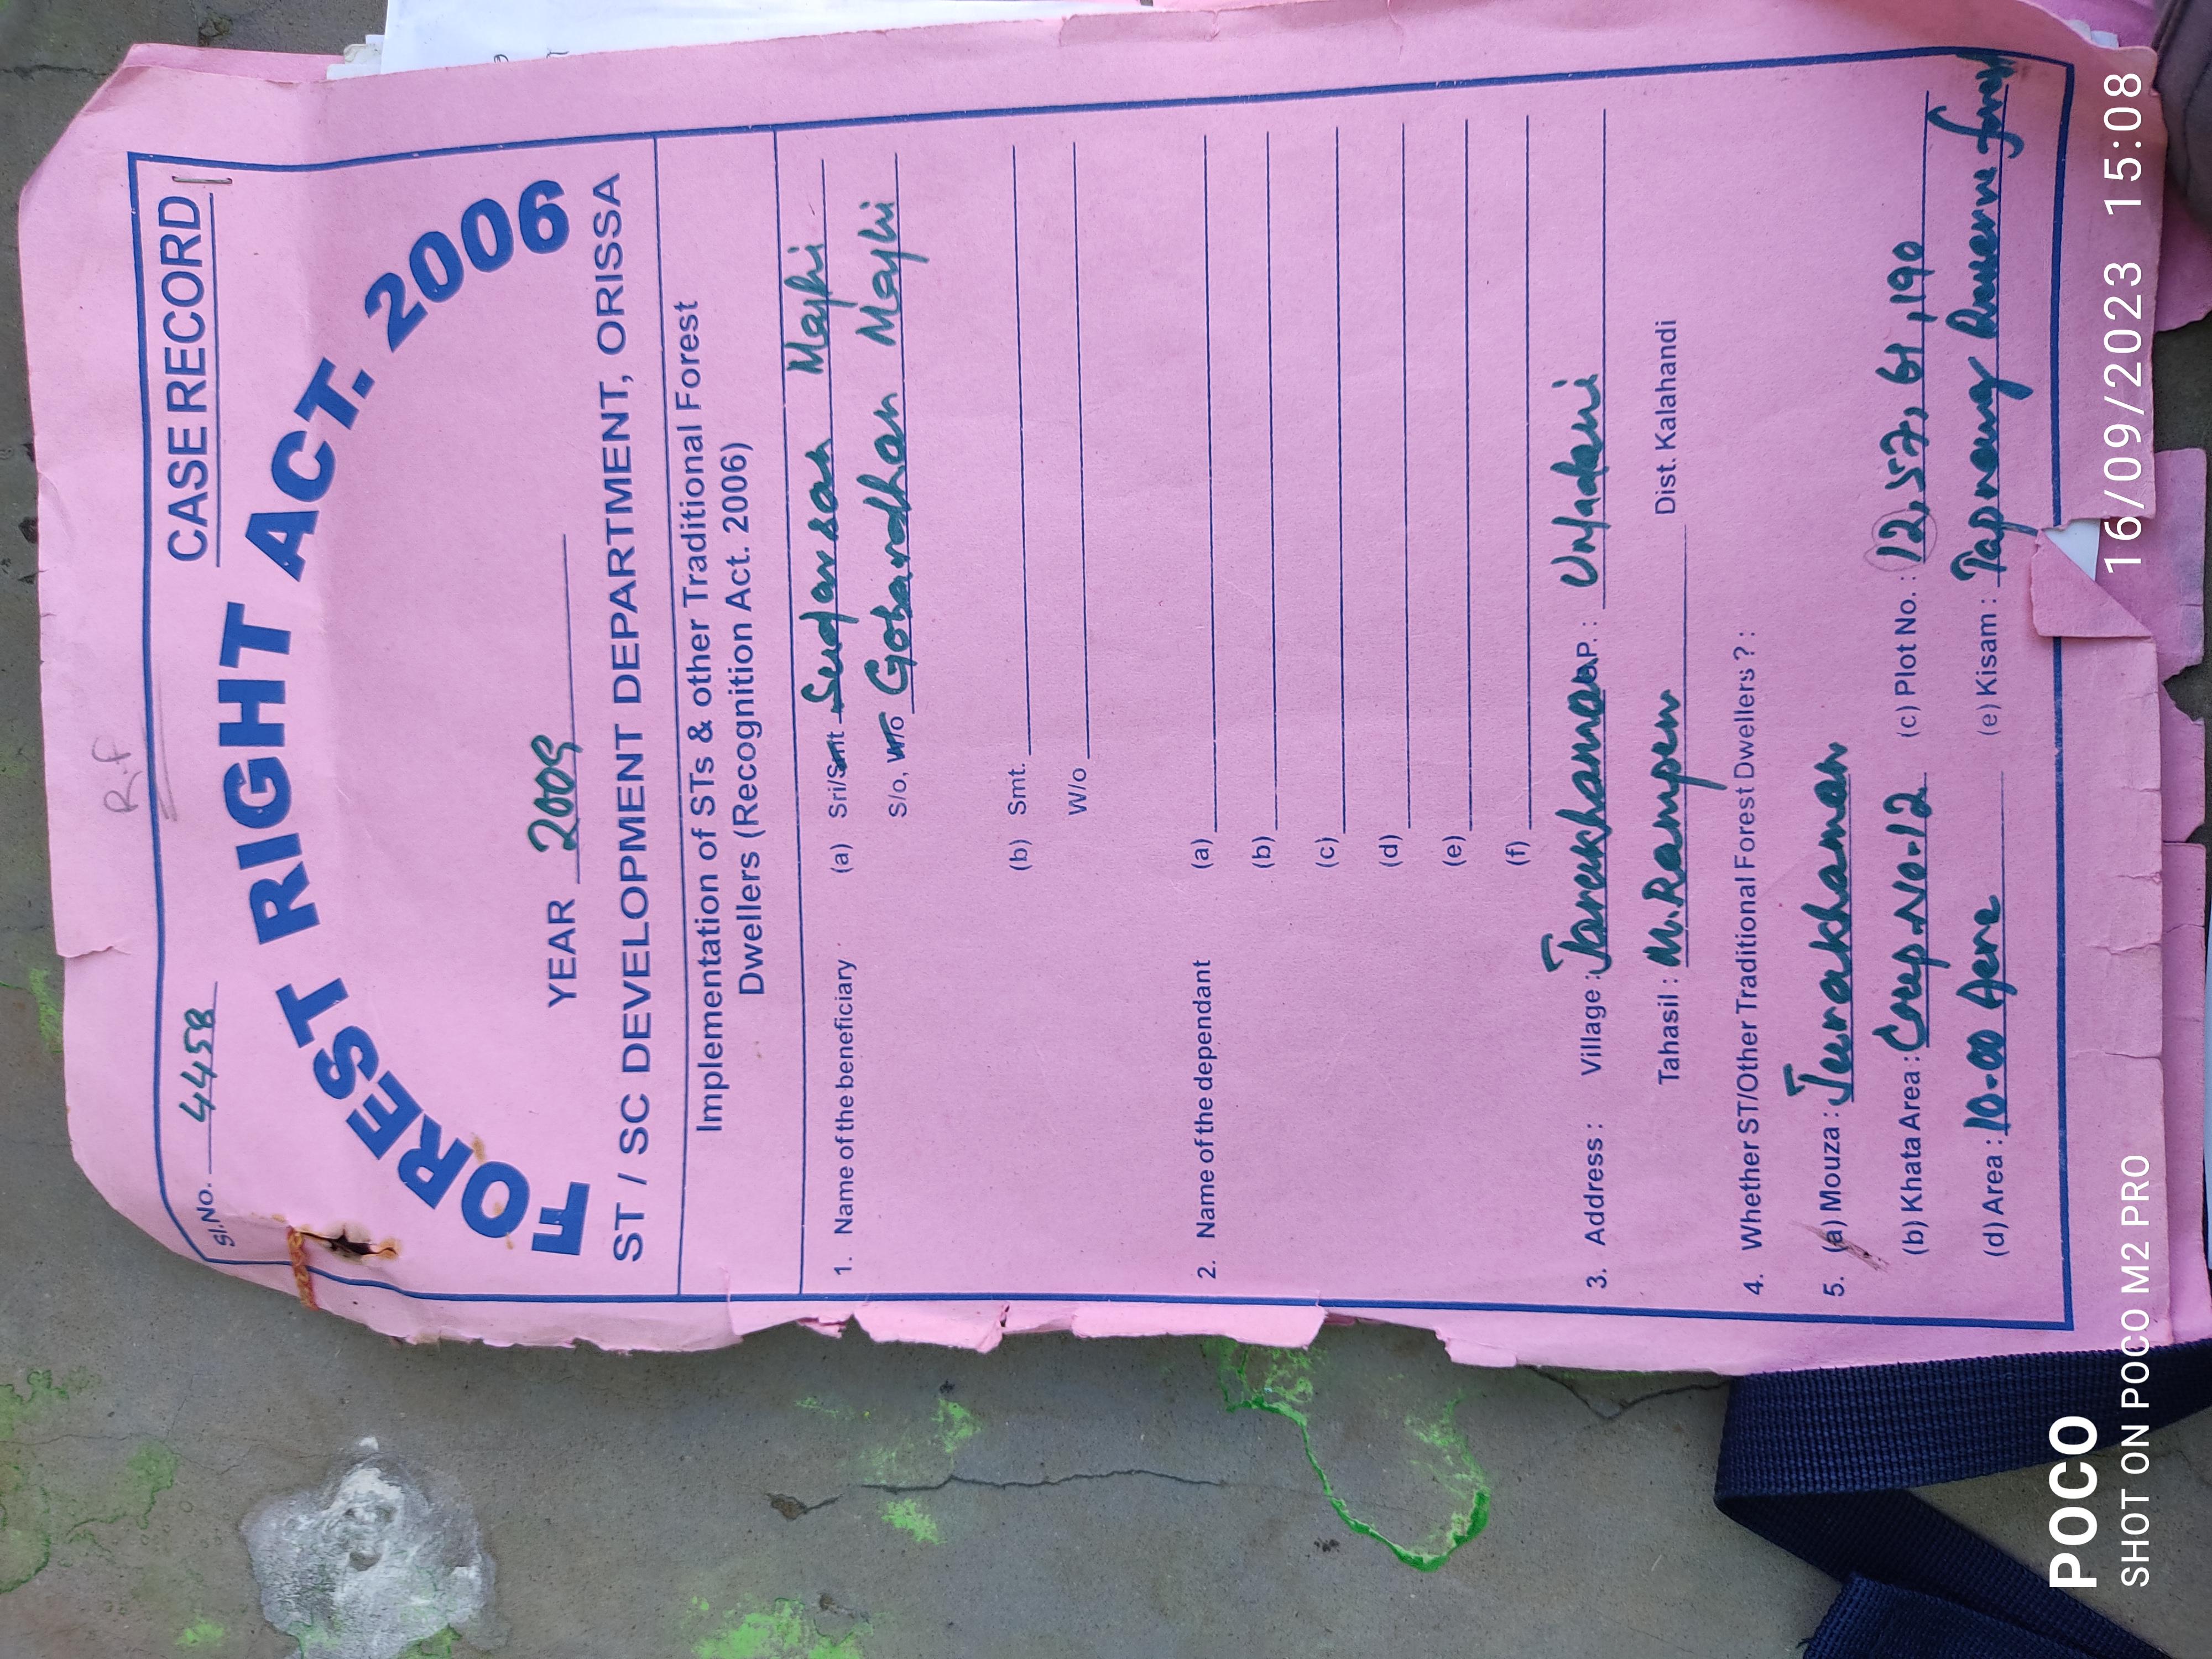 R.f
Sl.No. 4458 CASE RECORD
FOREST RIGHT ACT. 2006
YEAR 2009
ST / SC DEVELOPMENT DEPARTMENT, ORISSA
Implementation of STs & other Traditional Forest
Dwellers (Recognition Act. 2006)
1. Name of the beneficiary (a) Sri/Smt Sudarsan Majhi
S/o, W/o Gobardhan Majhi
(b) Smt.
W/o
2. Name of the dependant (a)
(b)
(c)
(d)
(e)
(f)
3. Address : Village : G.P. :
Tahasil : M.Rampur Dist. Kalahandi
4. Whether ST/Other Traditional Forest Dwellers ? :
5. (a) Mouza : Jurakhaman
(b) Khata Area : No.12 (c) Plot No. : 12, 57, 61, 190
(d) Area : 10.00 Acre (e) Kisam :
POCO
SHOT ON POCO M2 PRO 16/09/2023 15:08